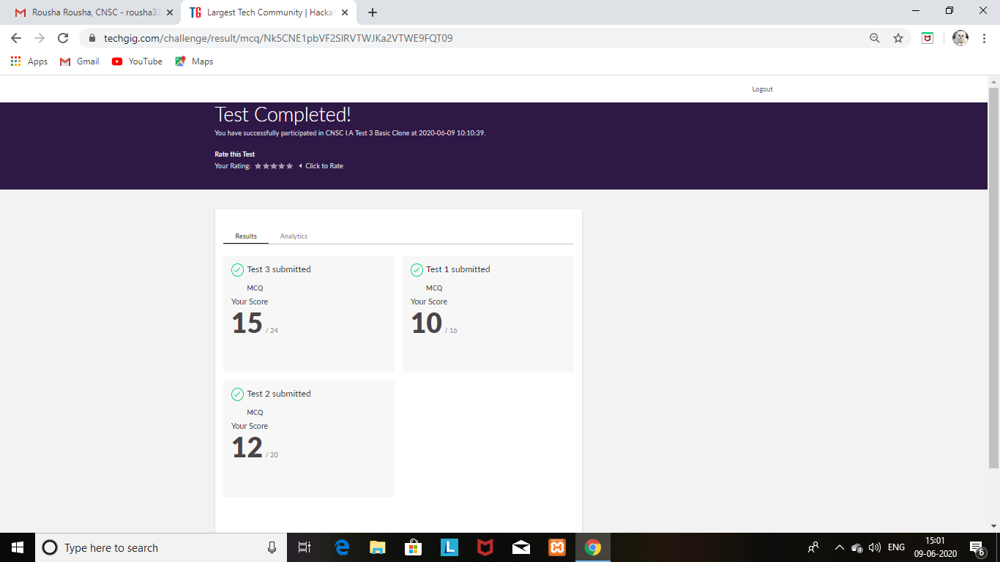 Rousha Rousha, CNSC - rousha32
Largest Tech Community | Hackat
techgig.com/challenge/result/mcq/Nk5CNE1pbVF2SlRVTWJKa2VTWE9FQT09
Apps
Gmail
YouTube
Maps
Logout
Test Completed!
You have successfully participated in CNSC I.A Test 3 Basic Clone at 2020-06-09 10:10:39.
Rate this Test
Your Rating:
Click to Rate
Results
Analytics
Test 3 submitted
MCQ
Your Score
15 / 24
Test 1 submitted
MCQ
Your Score
10 / 16
Test 2 submitted
MCQ
Your Score
12 / 20
Type here to search
ENG
15:01
09-06-2020
6